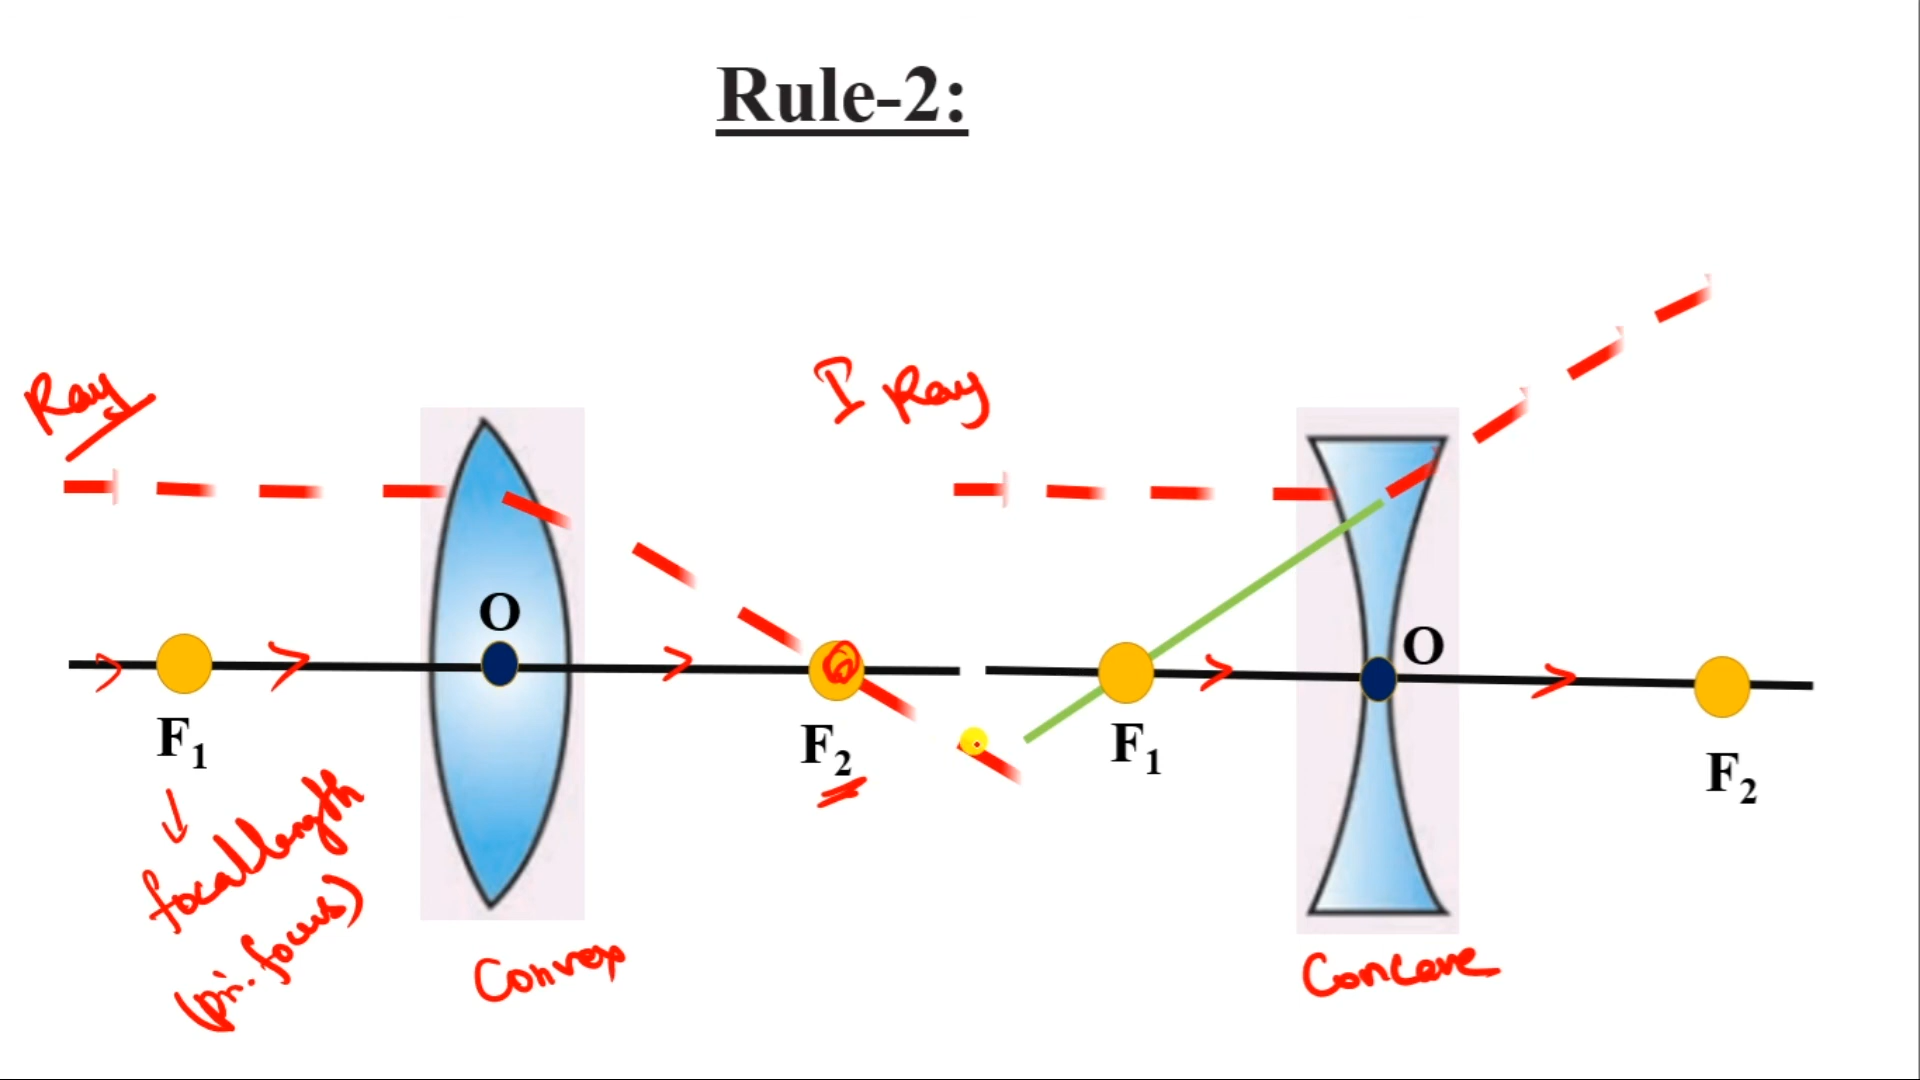 Rule-2:
Ray
I Ray
O
O
F1
F2
F1
F2
focal length
(pr. focus)
Convex
Concave